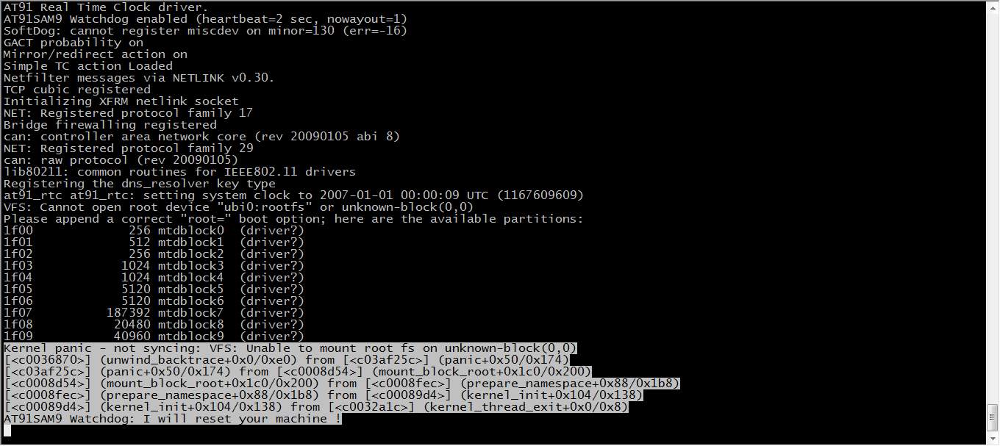 AT91 Real Time Clock driver.
AT91SAM9 Watchdog enabled (heartbeat=2 sec, nowayout=1)
SoftDog: cannot register miscdev on minor=130 (err=-16)
GACT probability on
Mirror/redirect action on
Simple TC action Loaded
Netfilter messages via NETLINK v0.30.
TCP cubic registered
Initializing XFRM netlink socket
NET: Registered protocol family 17
Bridge firewalling registered
can: controller area network core (rev 20090105 abi 8)
NET: Registered protocol family 29
can: raw protocol (rev 20090105)
lib80211: common routines for IEEE802.11 drivers
Registering the dns_resolver key type
at91_rtc at91_rtc: setting system clock to 2007-01-01 00:00:09 UTC (1167609609)
VFS: Cannot open root device "ubi0:rootfs" or unknown-block(0,0)
Please append a correct "root=" boot option; here are the available partitions:
1f00             256 mtdblock0  (driver?)
1f01             512 mtdblock1  (driver?)
1f02             256 mtdblock2  (driver?)
1f03            1024 mtdblock3  (driver?)
1f04            1024 mtdblock4  (driver?)
1f05            5120 mtdblock5  (driver?)
1f06            5120 mtdblock6  (driver?)
1f07          187392 mtdblock7  (driver?)
1f08           20480 mtdblock8  (driver?)
1f09           40960 mtdblock9  (driver?)
Kernel panic - not syncing: VFS: Unable to mount root fs on unknown-block(0,0)
[<c0036870>] (unwind_backtrace+0x0/0xe0) from [<c03af25c>] (panic+0x50/0x174)
[<c03af25c>] (panic+0x50/0x174) from [<c0008d54>] (mount_block_root+0x1c0/0x200)
[<c0008d54>] (mount_block_root+0x1c0/0x200) from [<c0008fec>] (prepare_namespace+0x88/0x1b8)
[<c0008fec>] (prepare_namespace+0x88/0x1b8) from [<c00089d4>] (kernel_init+0x104/0x138)
[<c00089d4>] (kernel_init+0x104/0x138) from [<c0032a1c>] (kernel_thread_exit+0x0/0x8)
AT91SAM9 Watchdog: I will reset your machine !